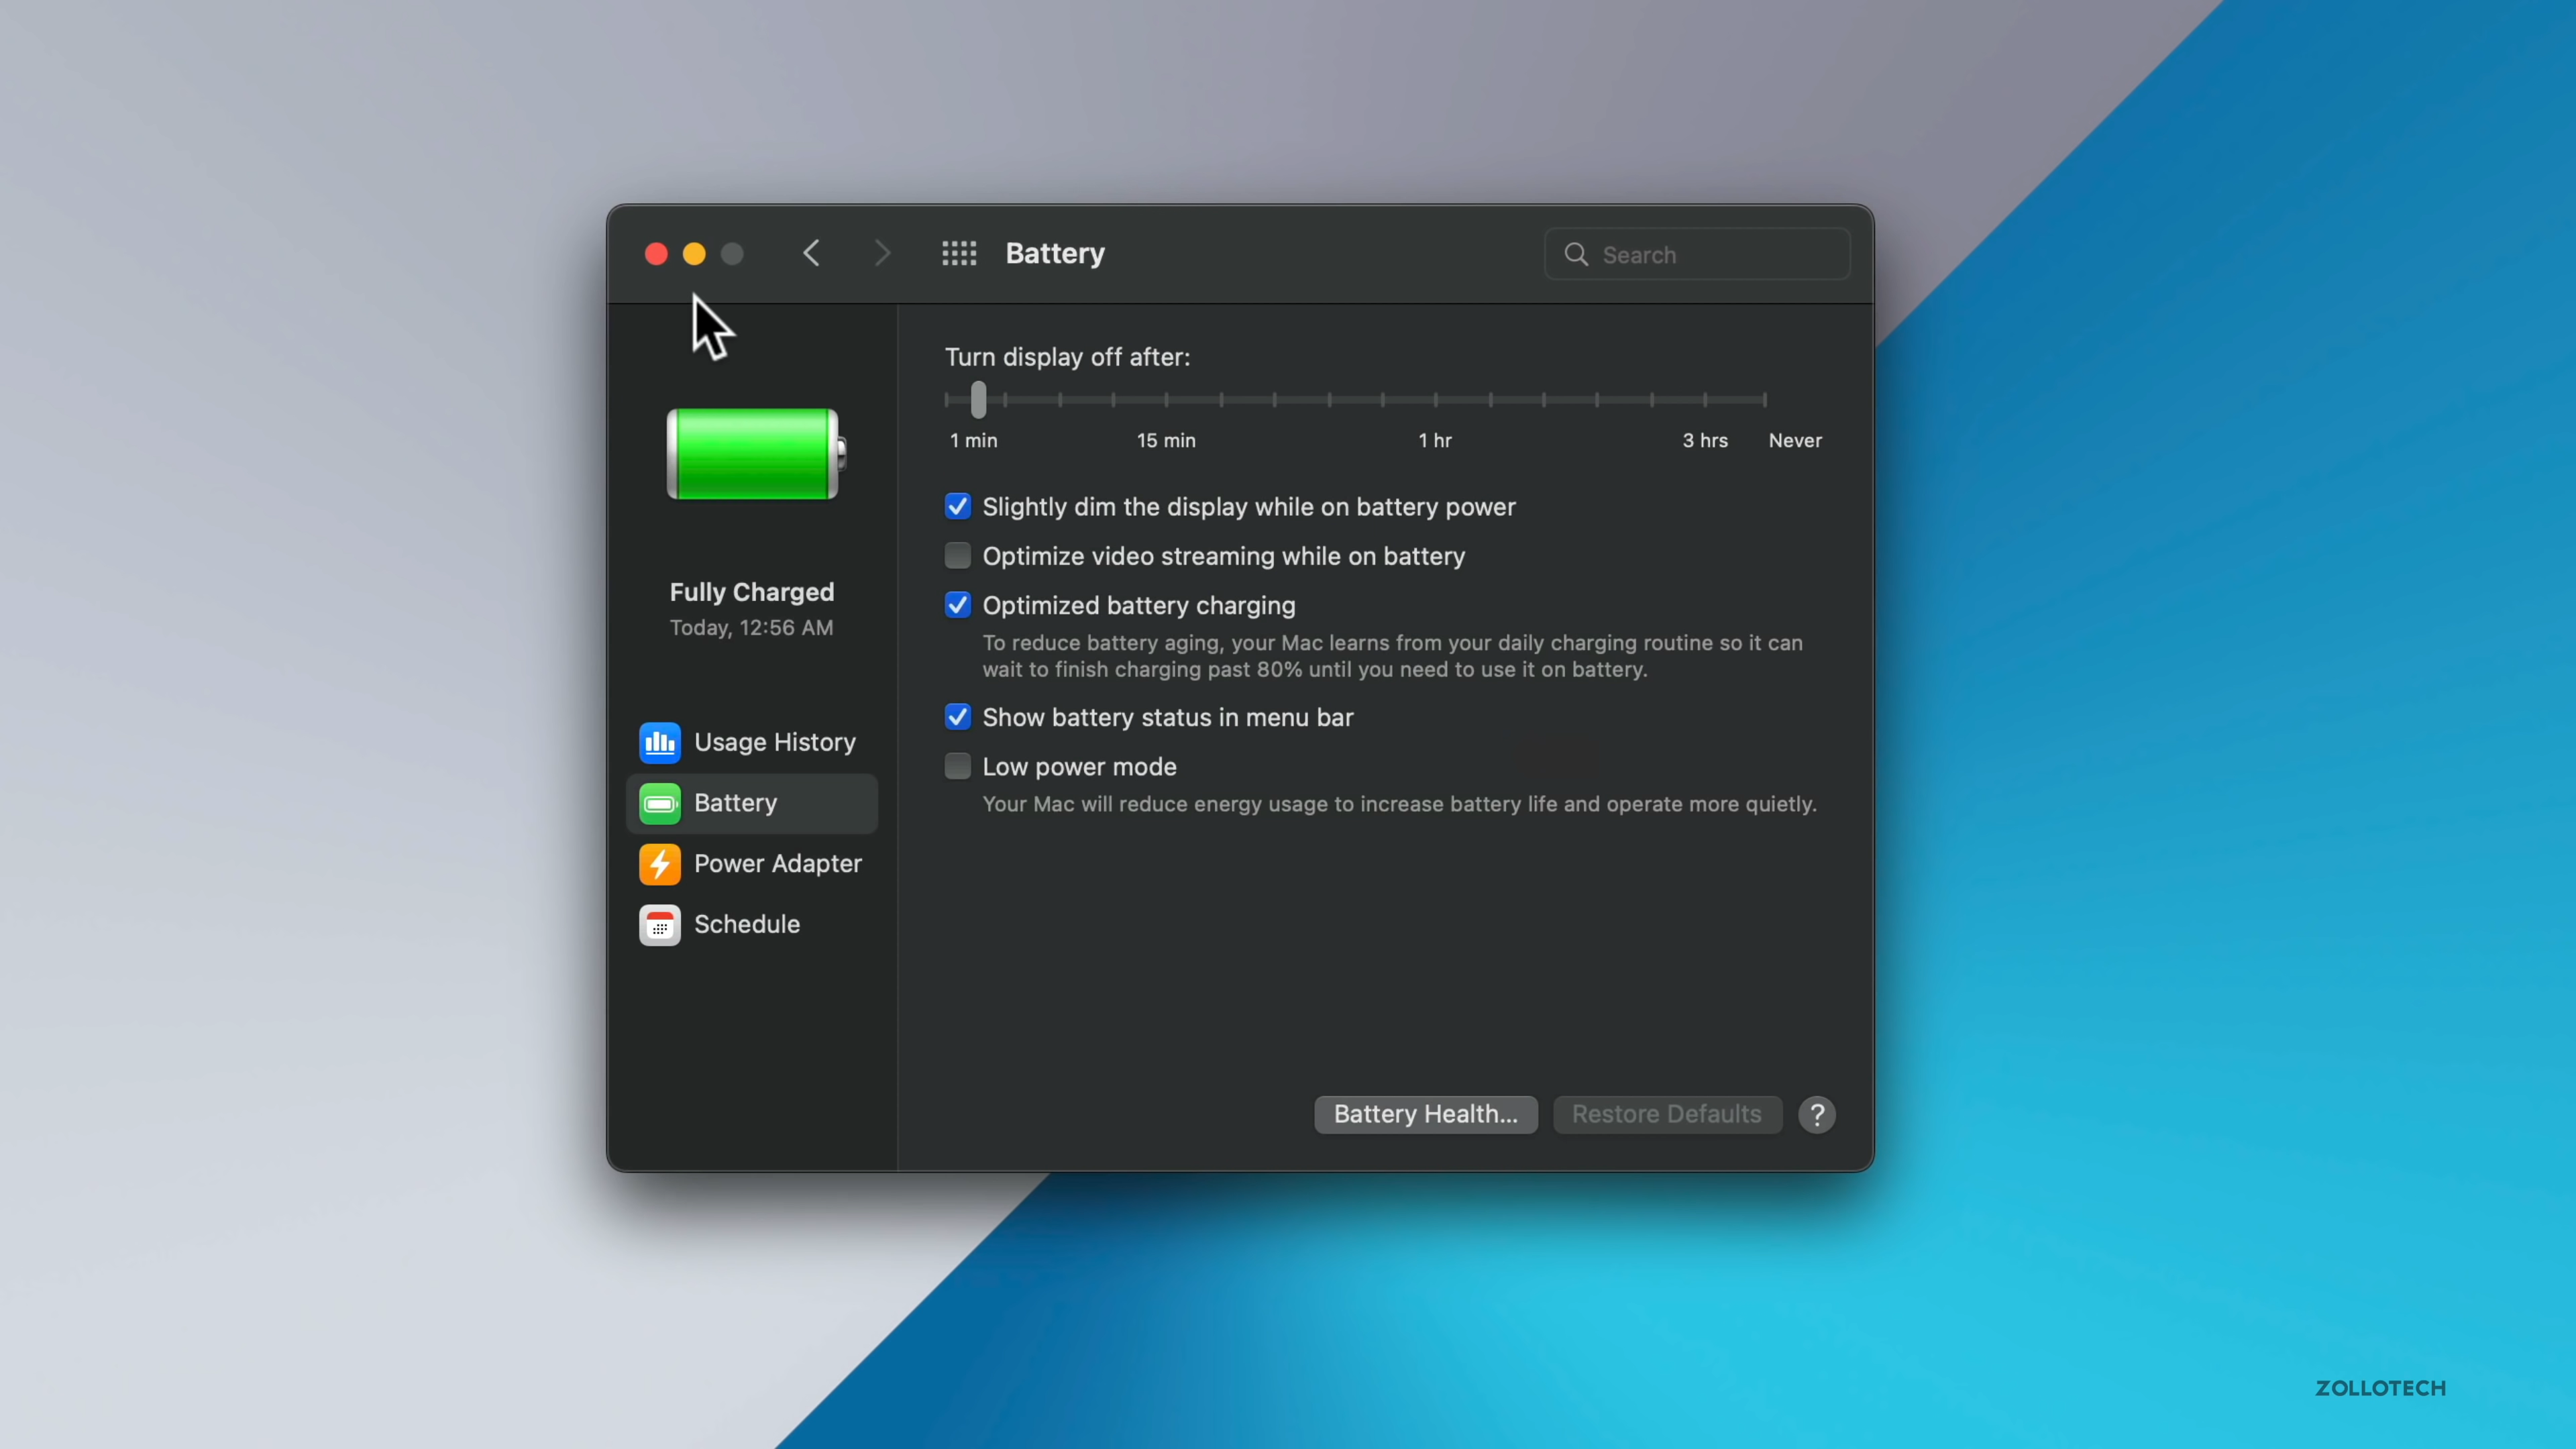 Battery
Search
Turn display off after:
1 min 15 min 1 hr 3 hrs Never
Slightly dim the display while on battery power
Optimize video streaming while on battery
Optimized battery charging
To reduce battery aging, your Mac learns from your daily charging routine so it can
wait to finish charging past 80% until you need to use it on battery.
Show battery status in menu bar
Low power mode
Your Mac will reduce energy usage to increase battery life and operate more quietly.
Fully Charged
Today, 12:56 AM
Usage History
Battery
Power Adapter
Schedule
Battery Health...
Restore Defaults
?
ZOLLOTECH